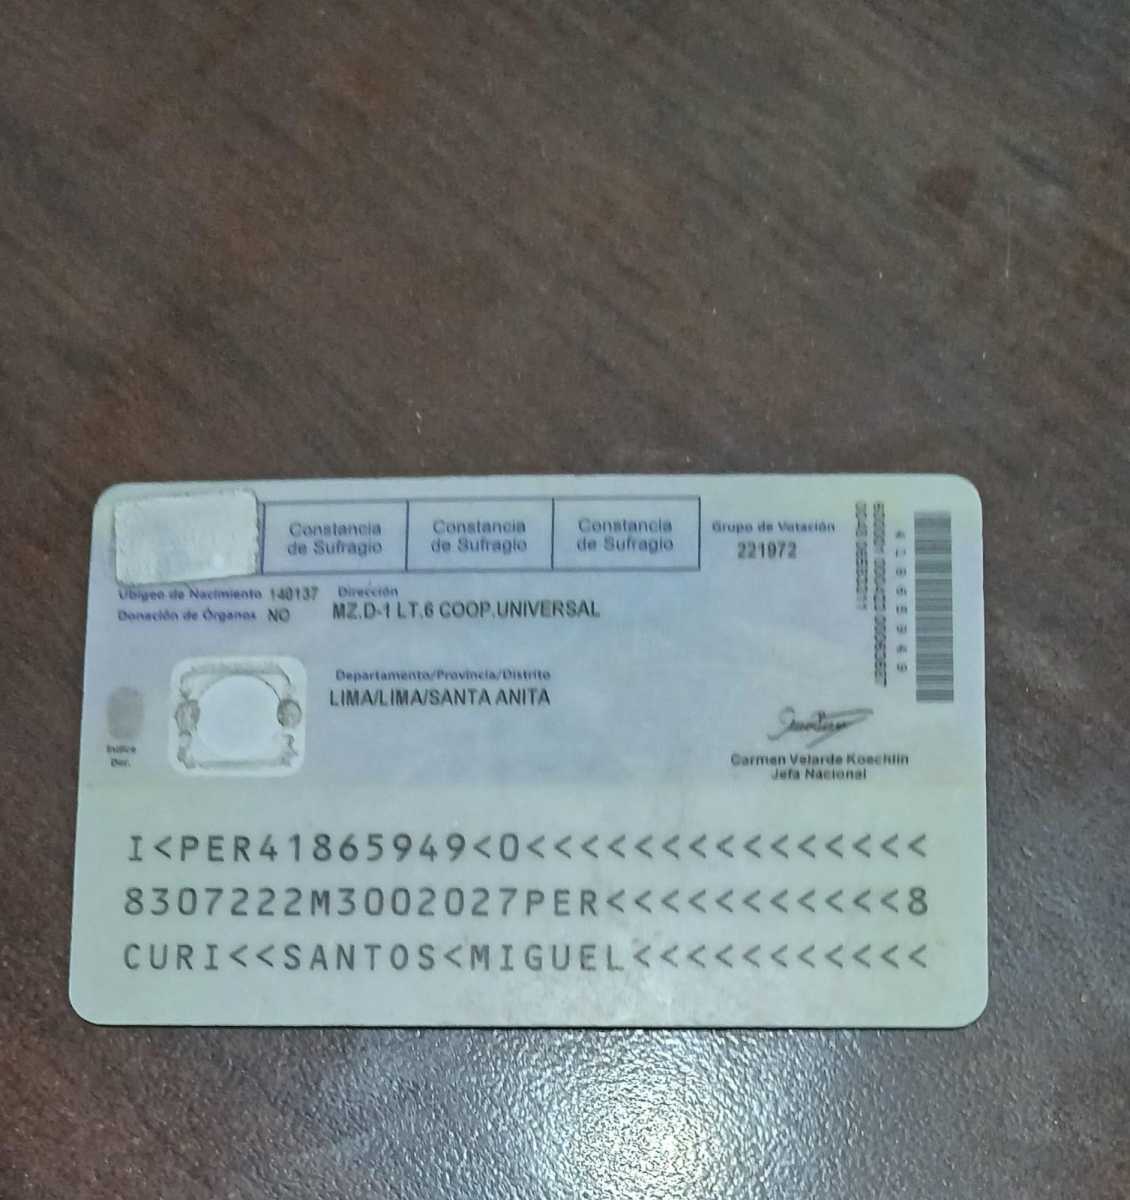 Constancia de Sufragio
Constancia de Sufragio
Constancia de Sufragio
Grupo de Votación
221972
Ubigeo de Nacimiento 140137
Donación de Órganos NO
Dirección
MZ.D-1 LT.6 COOP.UNIVERSAL
Departamento/Provincia/Distrito
LIMA/LIMA/SANTA ANITA
Indice
Der.
41865949
Carmen Velarde Koechlin
Jefa Nacional
I<PER41865949<0<<<<<<<<<<<<<<<
8307222M3002027PER<<<<<<<<<<<8
CURI<<SANTOS<MIGUEL<<<<<<<<<<<